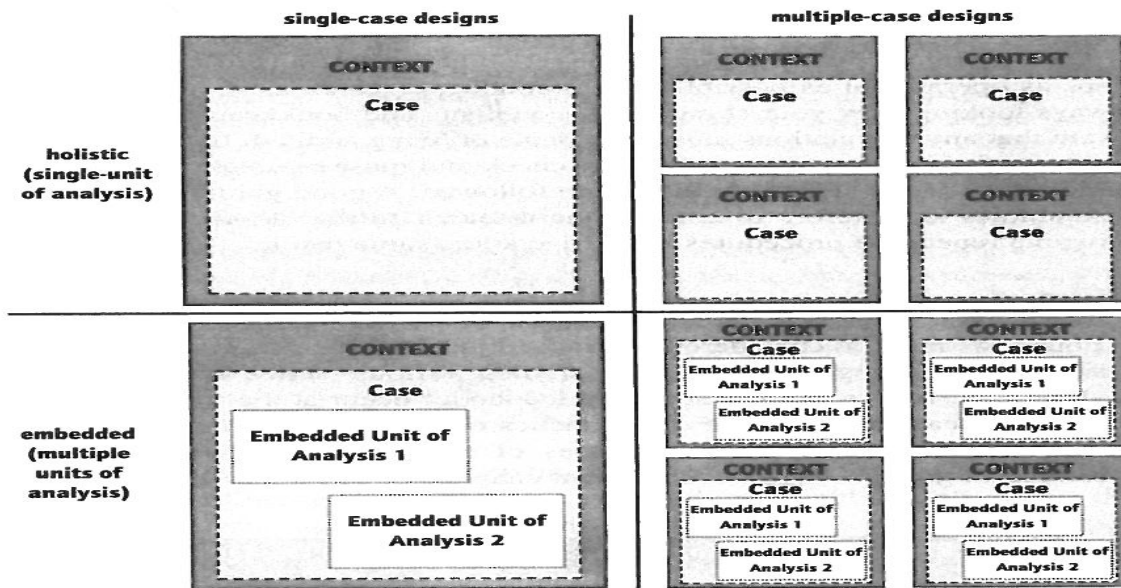 single-case designs
multiple-case designs
holistic
(single-unit
of analysis)
CONTEXT
Case
CONTEXT
Case
CONTEXT
Case
CONTEXT
Case
CONTEXT
Case
embedded
(multiple
units of
analysis)
CONTEXT
Case
Embedded Unit of
Analysis 1
Embedded Unit of
Analysis 2
CONTEXT
Case
Embedded Unit of
Analysis 1
Embedded Unit of
Analysis 2
CONTEXT
Case
Embedded Unit of
Analysis 1
Embedded Unit of
Analysis 2
CONTEXT
Case
Embedded Unit of
Analysis 1
Embedded Unit of
Analysis 2
CONTEXT
Case
Embedded Unit of
Analysis 1
Embedded Unit of
Analysis 2